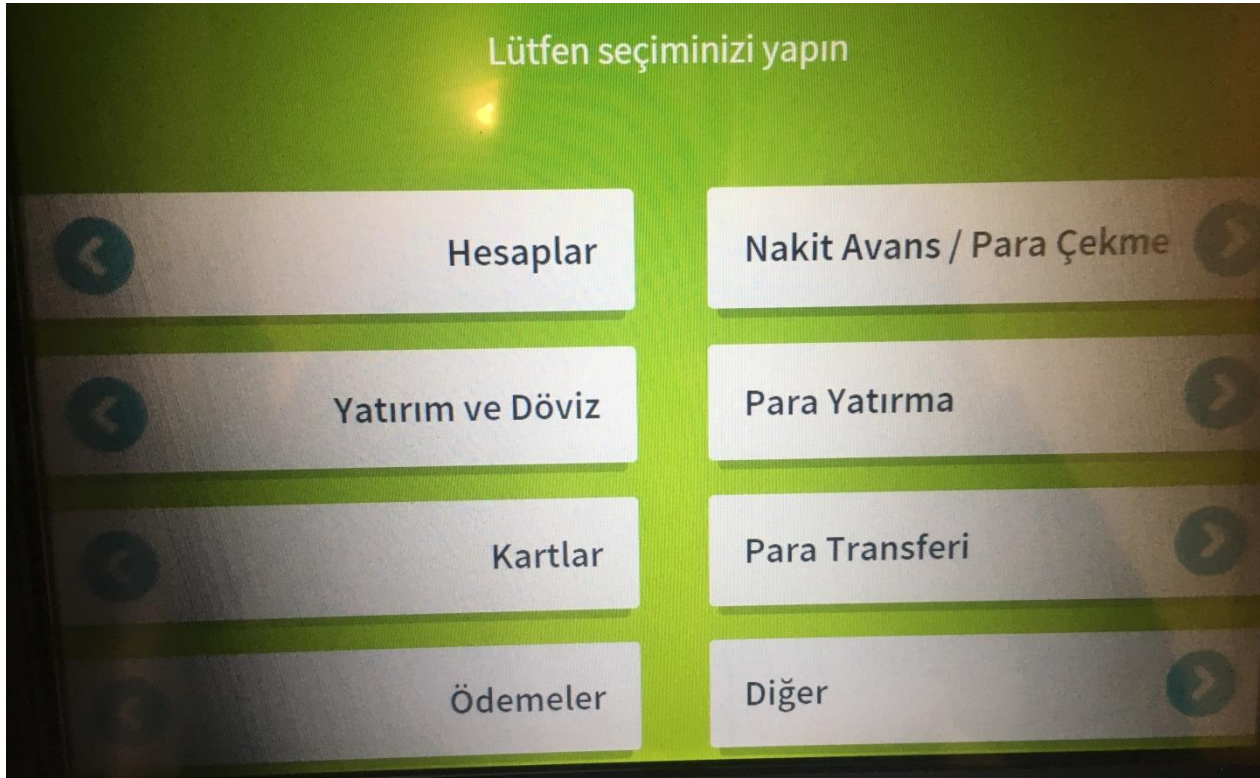 Lütfen seçiminizi yapın
Hesaplar
Nakit Avans / Para Çekme
Yatırım ve Döviz
Para Yatırma
Kartlar
Para Transferi
Ödemeler
Diğer